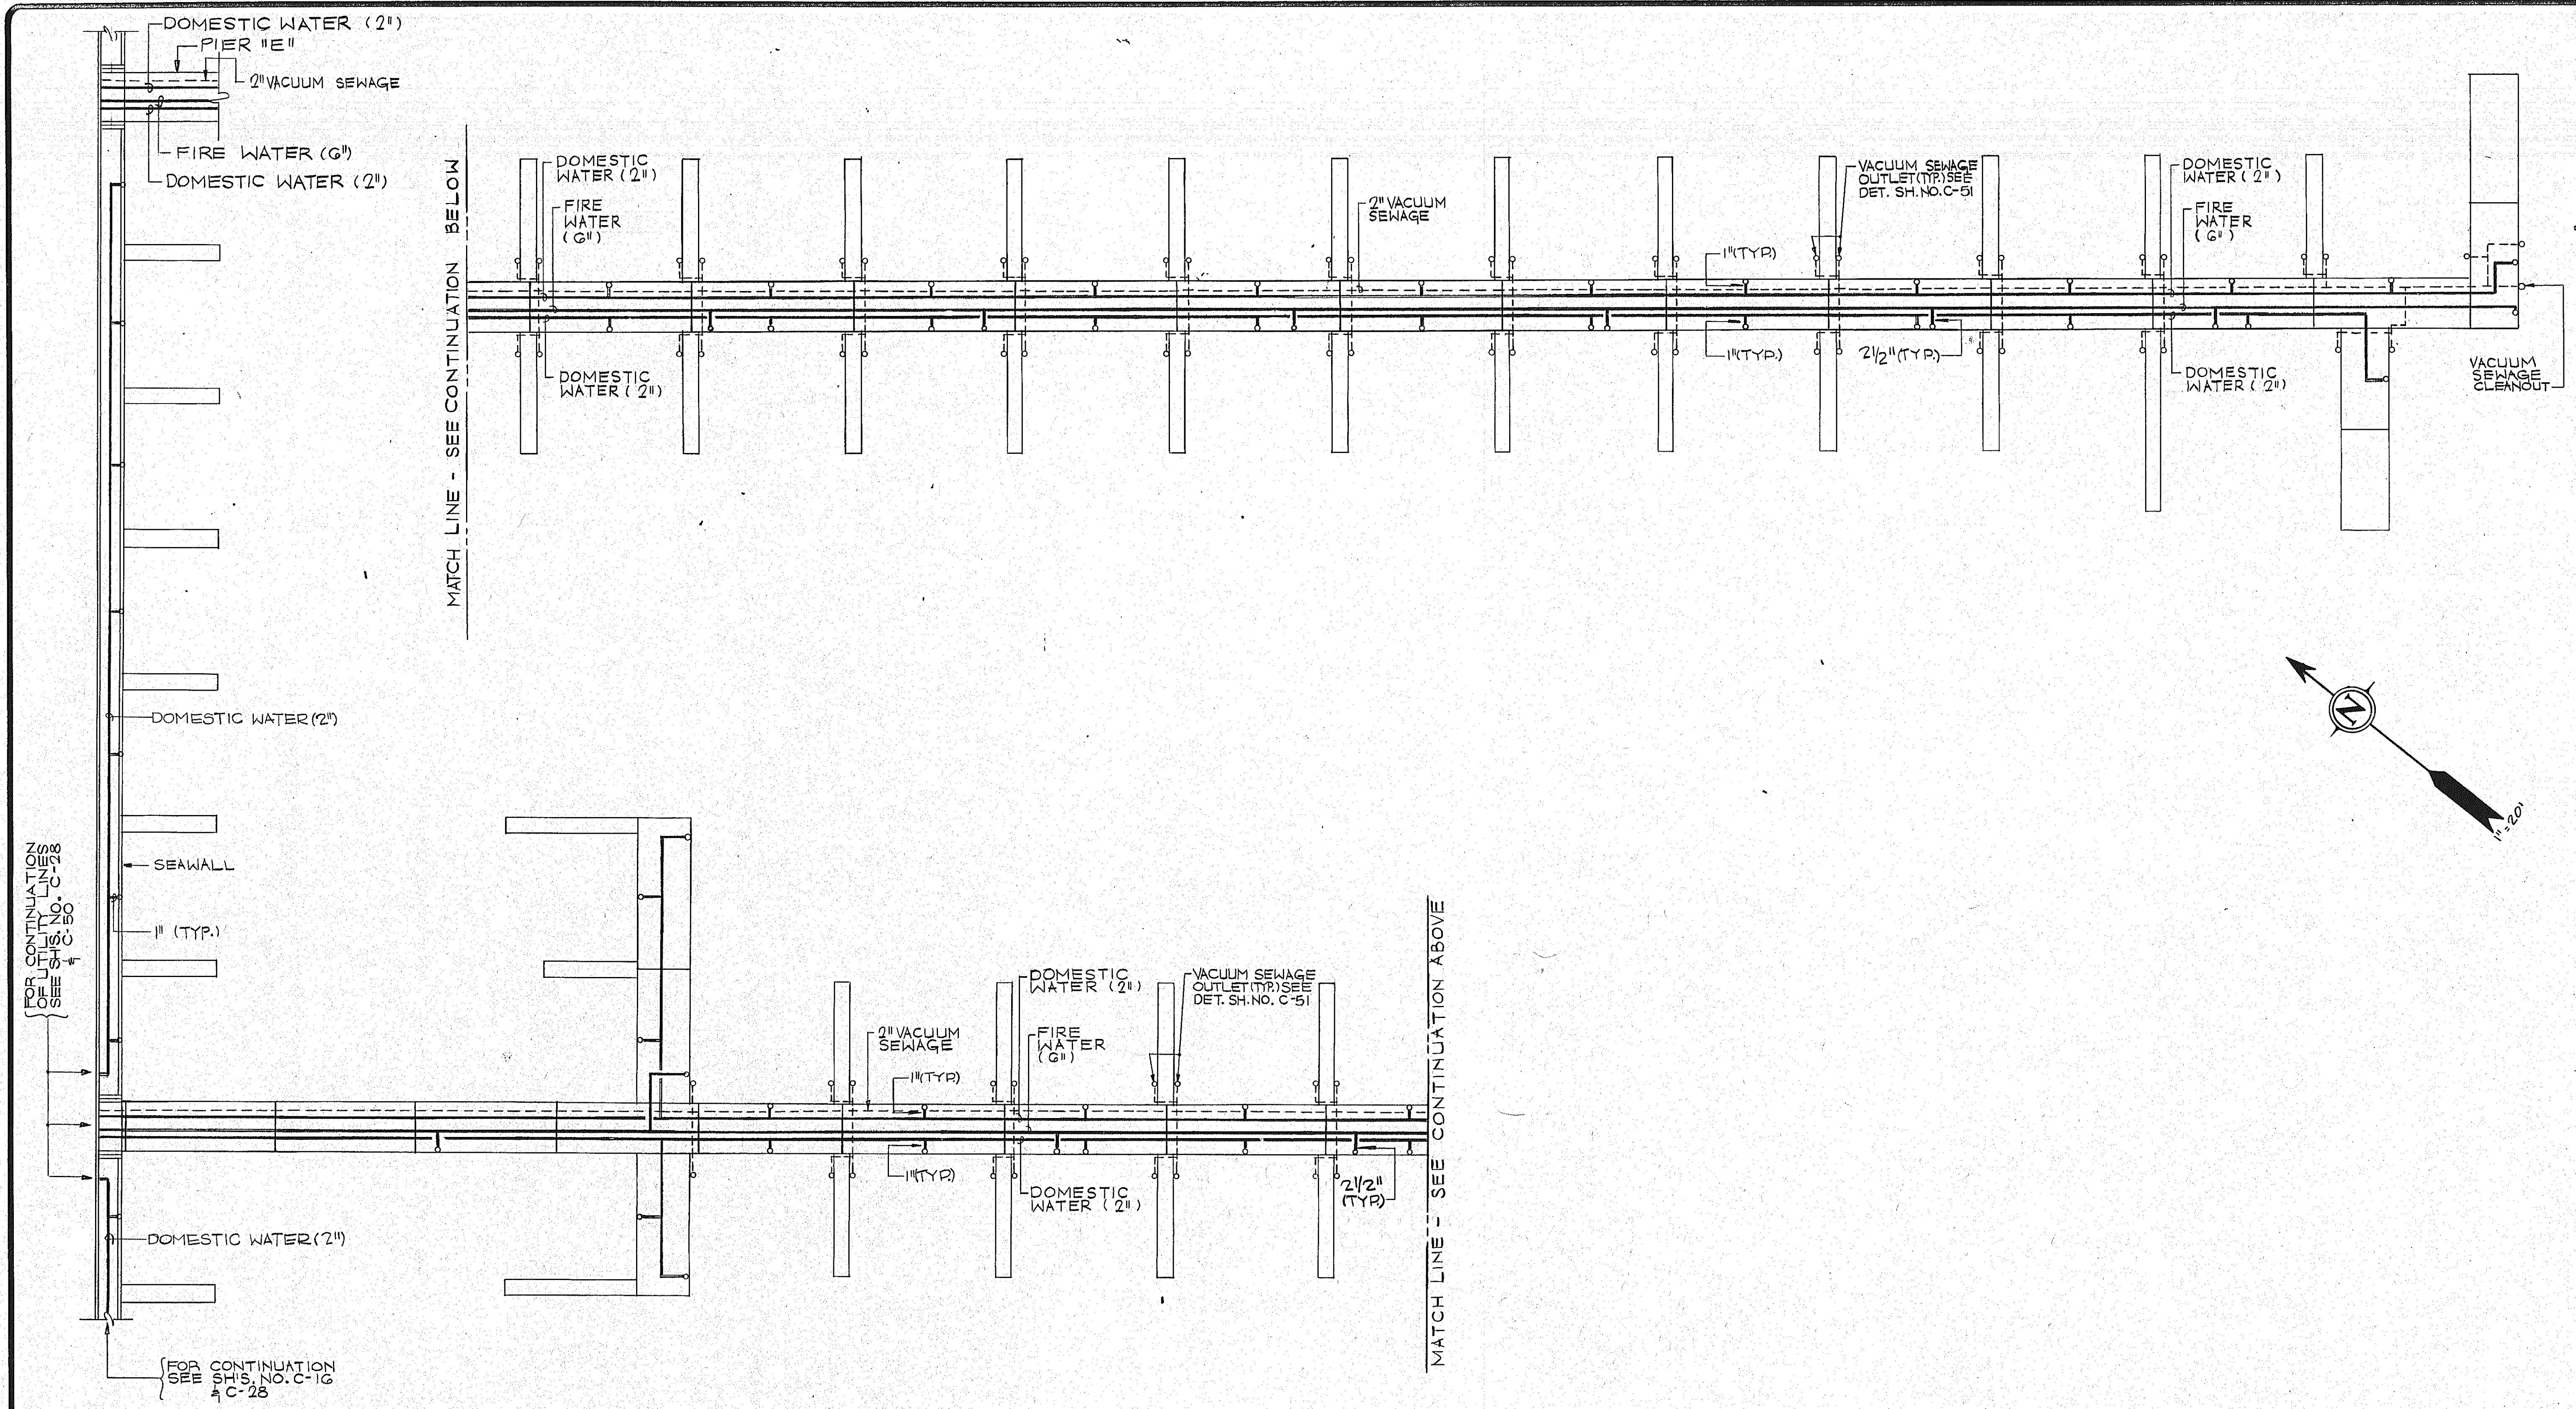 DOMESTIC WATER (2")
PIER "E"
2" VACUUM SEWAGE
FIRE WATER (6")
DOMESTIC WATER (2")
MATCH LINE - SEE CONTINUATION BELOW
DOMESTIC
WATER (2")
FIRE
WATER
(6")
DOMESTIC
WATER (2")
2" VACUUM
SEWAGE
1" (TYP.)
1" (TYP.)
VACUUM SEWAGE
OUTLET (TYP.) SEE
DET. SH. NO. C-51
2 1/2" (TYP.)
DOMESTIC
WATER (2")
FIRE
WATER
(6")
DOMESTIC
WATER (2")
VACUUM
SEWAGE
CLEANOUT
N
1" = 20'
DOMESTIC WATER (2")
SEAWALL
1" (TYP.)
FOR CONTINUATION
OF UTILITY LINES
SEE SH'S. NO. C-28
& C-50
DOMESTIC WATER (2")
FOR CONTINUATION
SEE SH'S. NO. C-16
& C-28
2" VACUUM
SEWAGE
1" (TYP.)
1" (TYP.)
DOMESTIC
WATER (2")
FIRE
WATER
(6")
DOMESTIC
WATER (2")
VACUUM SEWAGE
OUTLET (TYP.) SEE
DET. SH. NO. C-51
2 1/2"
(TYP.)
MATCH LINE - SEE CONTINUATION ABOVE